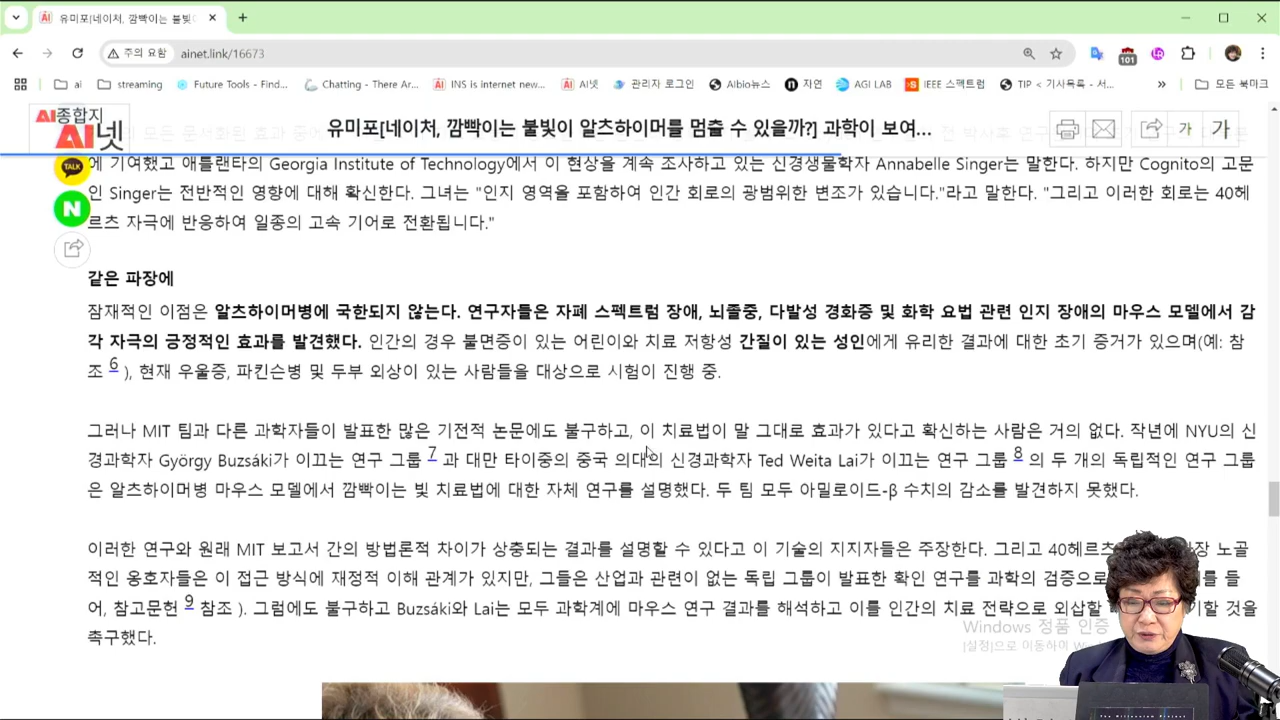 유미포[네이처, 깜빡이는 불빛이
주의 요함
ainet.link/16673
101
ai
streaming
Future Tools - Find...
Chatting - There Ar...
INS is internet new...
AI넷
관리자 로그인
AIbio뉴스
자연
AGI LAB
IEEE 스펙트럼
TIP < 기사목록 - 서...
»
모든 북마크
AI종합지
AI넷
유미포[네이처, 깜빡이는 불빛이 알츠하이머를 멈출 수 있을까?] 과학이 보여...
가
가
TALK
N
에 기여했고 애틀랜타의 Georgia Institute of Technology에서 이 현상을 계속 조사하고 있는 신경생물학자 Annabelle Singer는 말한다. 하지만 Cognito의 고문
인 Singer는 전반적인 영향에 대해 확신한다. 그녀는 "인지 영역을 포함하여 인간 회로의 광범위한 변조가 있습니다."라고 말한다. "그리고 이러한 회로는 40헤
르츠 자극에 반응하여 일종의 고속 기어로 전환됩니다."
같은 파장에
잠재적인 이점은 알츠하이머병에 국한되지 않는다. 연구자들은 자폐 스펙트럼 장애, 뇌졸중, 다발성 경화증 및 화학 요법 관련 인지 장애의 마우스 모델에서 감
각 자극의 긍정적인 효과를 발견했다. 인간의 경우 불면증이 있는 어린이와 치료 저항성 간질이 있는 성인에게 유리한 결과에 대한 초기 증거가 있으며(예: 참
조 6 ), 현재 우울증, 파킨슨병 및 두부 외상이 있는 사람들을 대상으로 시험이 진행 중.
그러나 MIT 팀과 다른 과학자들이 발표한 많은 기전적 논문에도 불구하고, 이 치료법이 말 그대로 효과가 있다고 확신하는 사람은 거의 없다. 작년에 NYU의 신
경과학자 György Buzsáki가 이끄는 연구 그룹 7 과 대만 타이중의 중국 의대의 신경과학자 Ted Weita Lai가 이끄는 연구 그룹 8 의 두 개의 독립적인 연구 그룹
은 알츠하이머병 마우스 모델에서 깜빡이는 빛 치료법에 대한 자체 연구를 설명했다. 두 팀 모두 아밀로이드-β 수치의 감소를 발견하지 못했다.
이러한 연구와 원래 MIT 보고서 간의 방법론적 차이가 상충되는 결과를 설명할 수 있다고 이 기술의 지지자들은 주장한다. 그리고 40헤르츠 장 노골
적인 옹호자들은 이 접근 방식에 재정적 이해 관계가 있지만, 그들은 산업과 관련이 없는 독립 그룹이 발표한 확인 연구를 과학의 검증으로 를 들
어, 참고문헌 9 참조 ). 그럼에도 불구하고 Buzsáki와 Lai는 모두 과학계에 마우스 연구 결과를 해석하고 이를 인간의 치료 전략으로 외삽할 기할 것을
촉구했다.
Windows 정품 인증
[설정]으로 이동하여